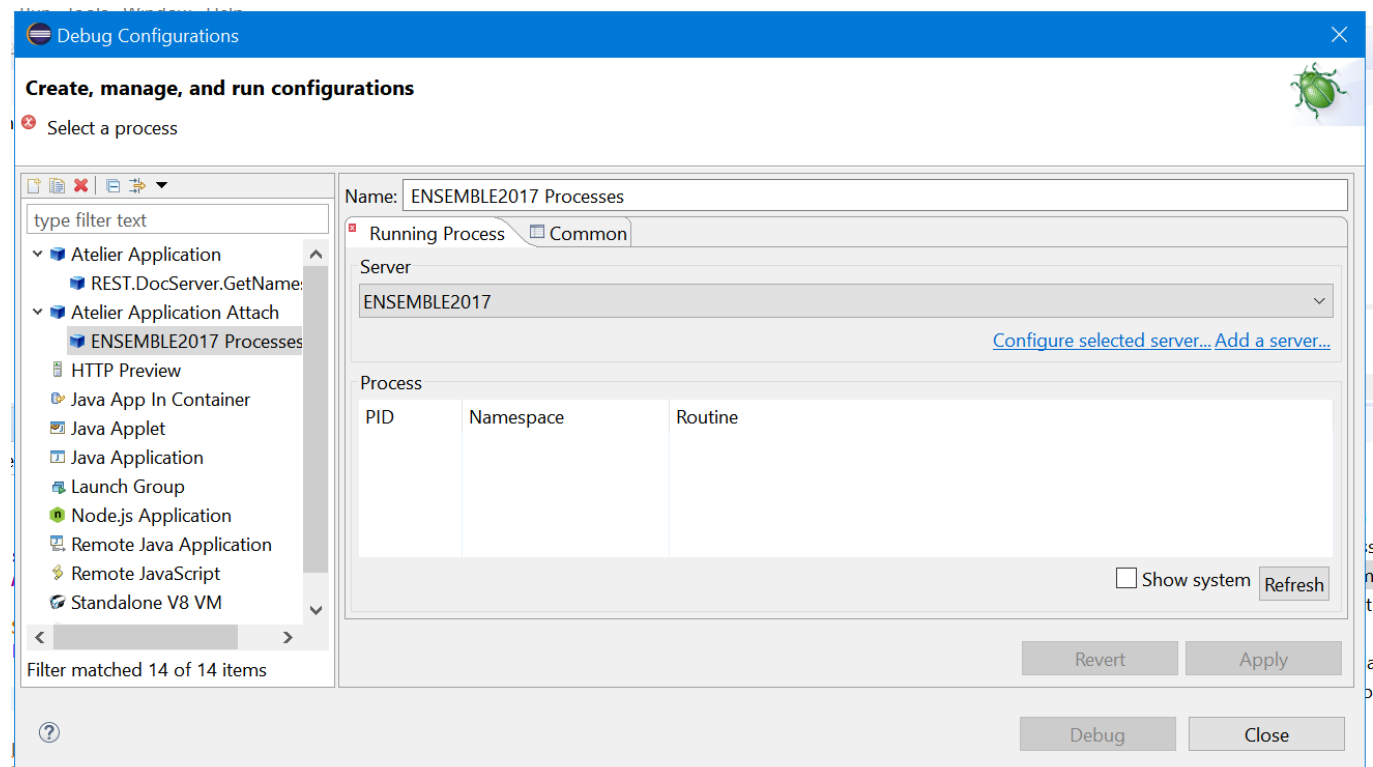 Debug Configurations
Create, manage, and run configurations
Select a process
type filter text
Atelier Application
REST.DocServer.GetName
Atelier Application Attach
ENSEMBLE2017 Processes
HTTP Preview
Java App In Container
Java Applet
Java Application
Launch Group
Node.js Application
Remote Java Application
Remote JavaScript
Standalone V8 VM
Filter matched 14 of 14 items
Name: ENSEMBLE2017 Processes
Running Process Common
Server
ENSEMBLE2017
Configure selected server... Add a server...
Process
PID Namespace Routine
Show system Refresh
Revert Apply
Debug Close